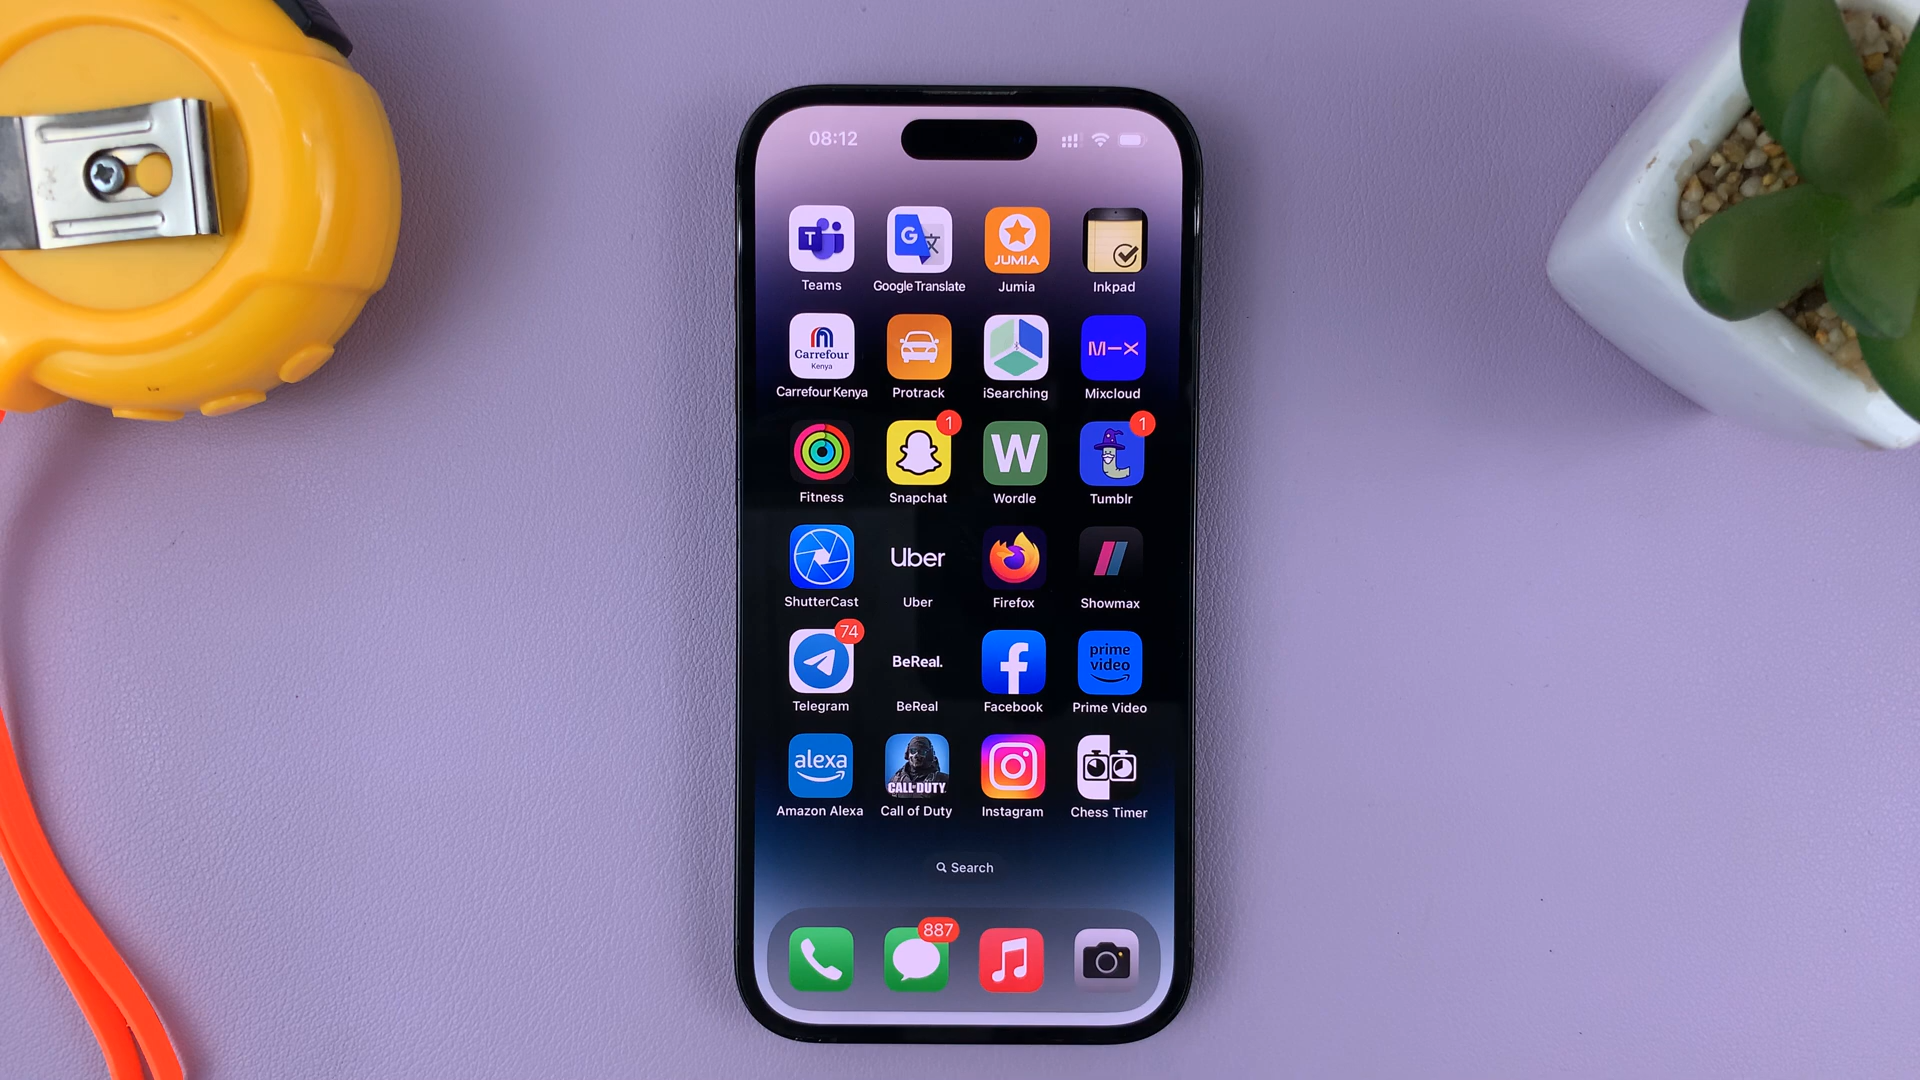 08:12
T
G 文
JUMIA
Teams
Google Translate
Jumia
Inkpad
Carrefour
Kenya
M-X
Carrefour Kenya
Protrack
iSearching
Mixcloud
1
1
W
Fitness
Snapchat
Wordle
Tumblr
Uber
ShutterCast
Uber
Firefox
Showmax
74
BeReal.
f
prime
video
Telegram
BeReal
Facebook
Prime Video
alexa
CALL OF DUTY
Amazon Alexa
Call of Duty
Instagram
Chess Timer
Search
887